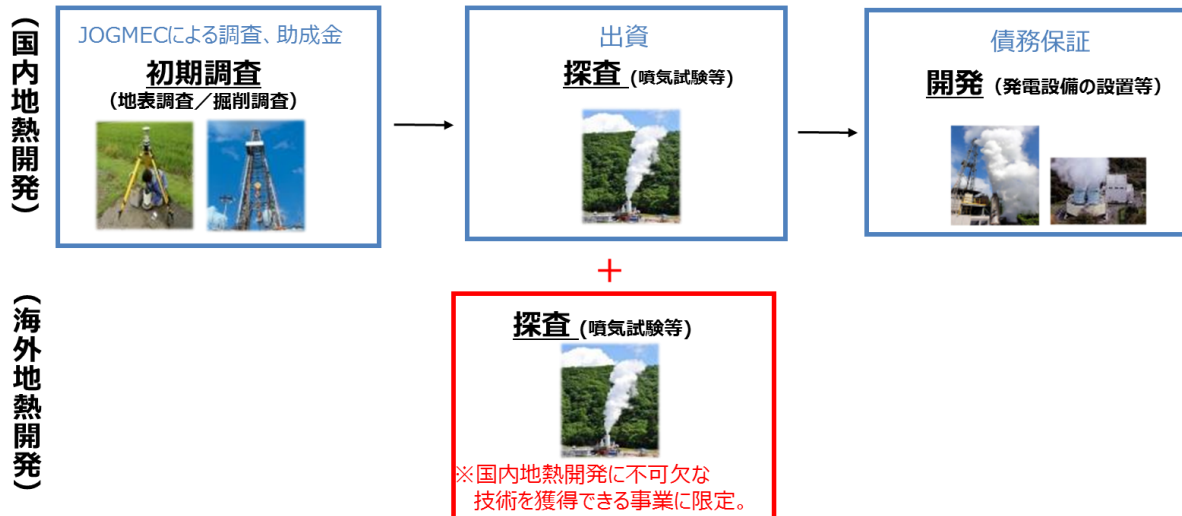 （国内地熱開発）
JOGMECによる調査、助成金
初期調査
（地表調査／掘削調査）
出資
探査 (噴気試験等)
債務保証
開発 （発電設備の設置等）
＋
（海外地熱開発）
探査 (噴気試験等)
※国内地熱開発に不可欠な
技術を獲得できる事業に限定。